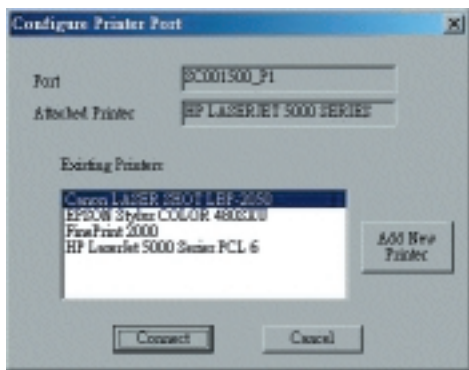 Configure Printer Port
Port
SC001500_P1
Attached Printer
HP LASERJET 5000 SERIES
Existing Printers
Canon LASER SHOT LBP-2050
EPSON Stylus COLOR
FinePrint 2000
HP LaserJet 5000 Series PCL 6
Add New
Printer
Connect
Cancel